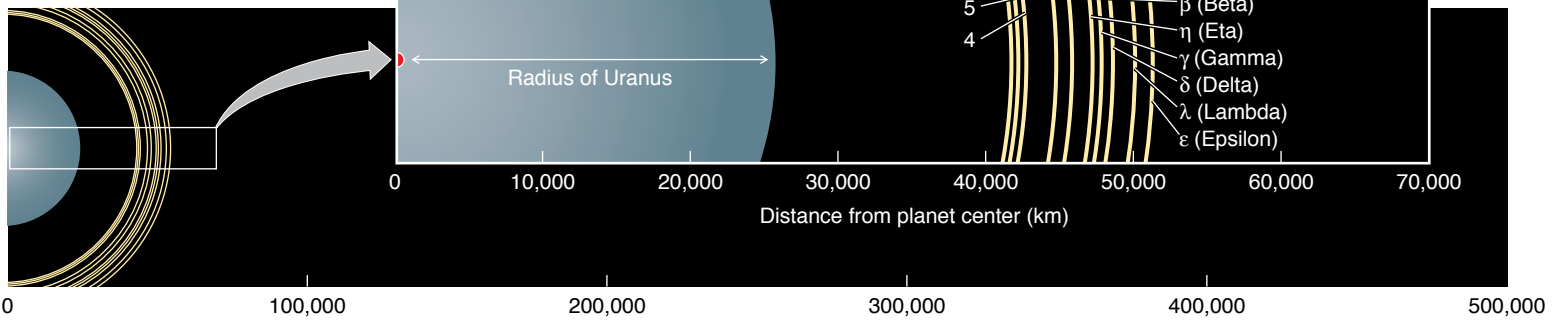 β (Beta)
5
η (Eta)
4
γ (Gamma)
Radius of Uranus
δ (Delta)
λ (Lambda)
ε (Epsilon)
0 10,000 20,000 30,000 40,000 50,000 60,000 70,000
Distance from planet center (km)
0 100,000 200,000 300,000 400,000 500,000